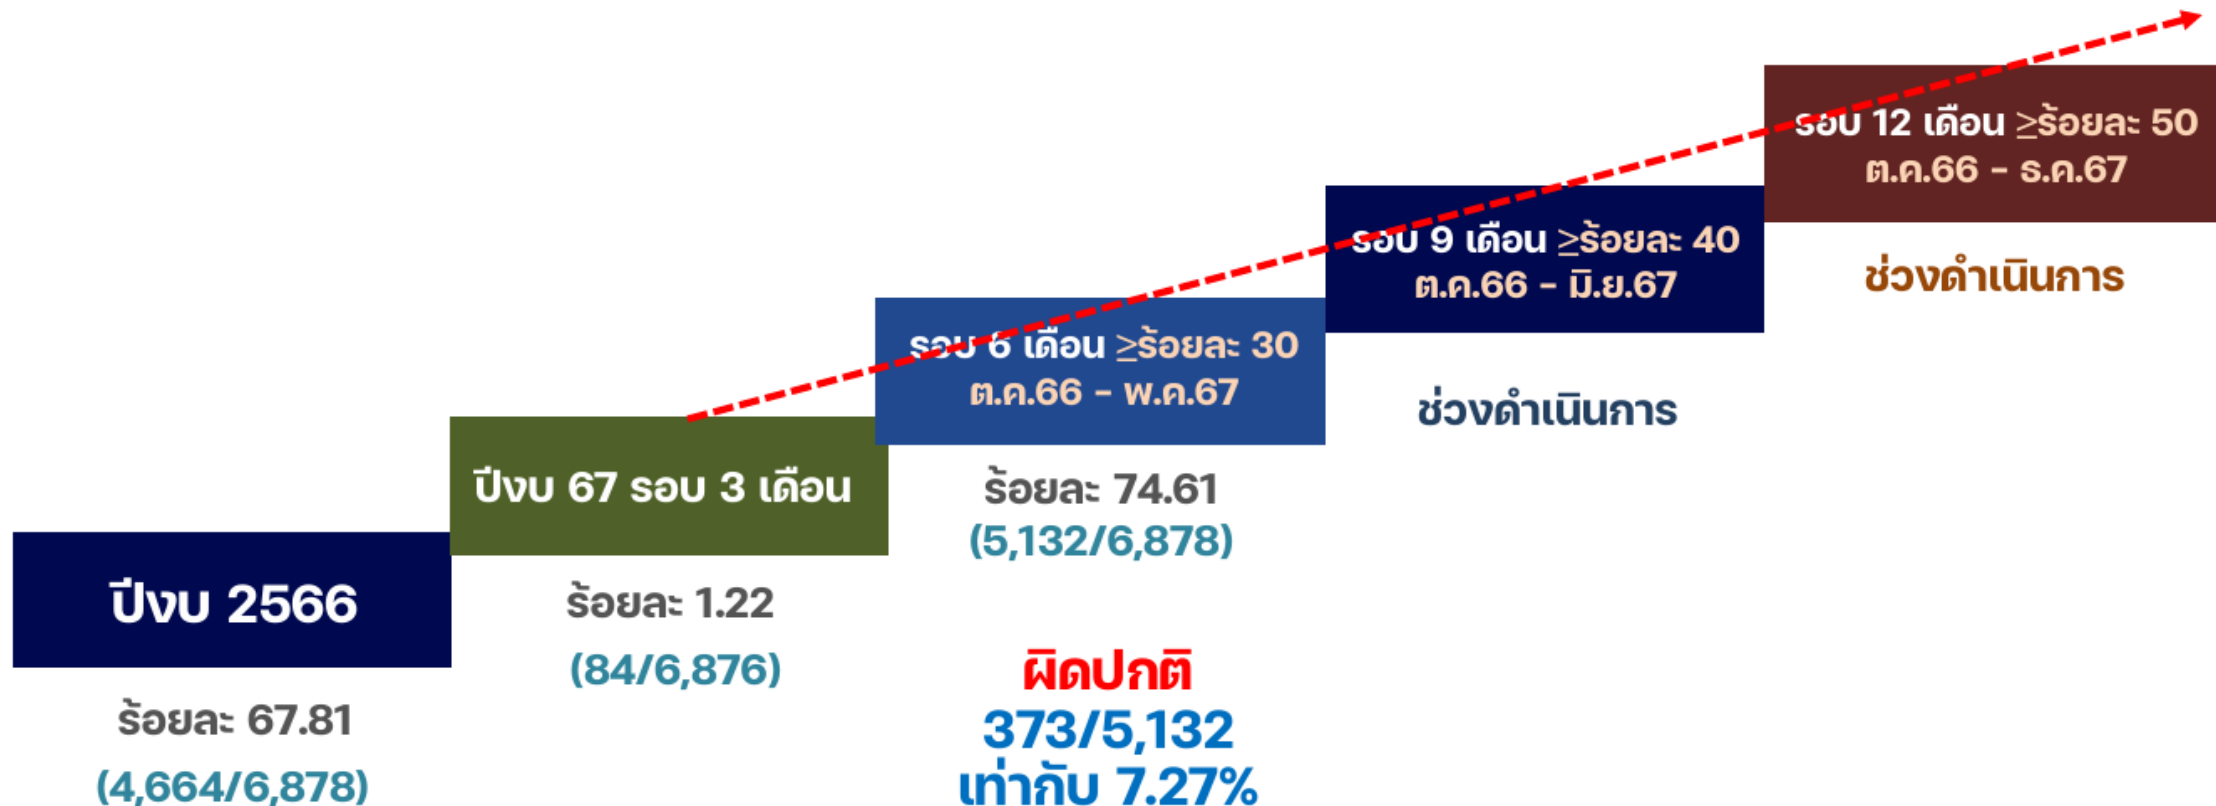 ปีงบ 2566
ร้อยละ 67.81
(4,664/6,878)
ปีงบ 67 รอบ 3 เดือน
ร้อยละ 1.22
(84/6,876)
รอบ 6 เดือน ≥ร้อยละ 30
ต.ค.66 - พ.ค.67
ร้อยละ 74.61
(5,132/6,878)
ผิดปกติ
373/5,132
เท่ากับ 7.27%
รอบ 9 เดือน ≥ร้อยละ 40
ต.ค.66 - มิ.ย.67
ช่วงดำเนินการ
รอบ 12 เดือน ≥ร้อยละ 50
ต.ค.66 - ธ.ค.67
ช่วงดำเนินการ